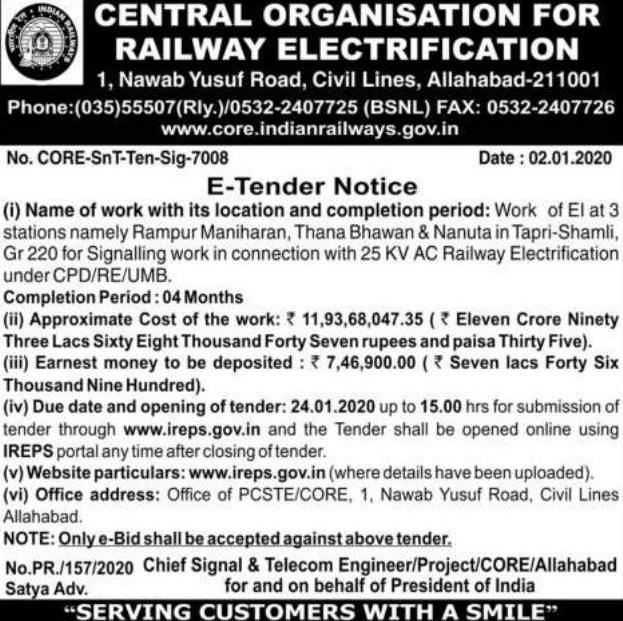 CENTRAL ORGANISATION FOR
RAILWAY ELECTRIFICATION
1, Nawab Yusuf Road, Civil Lines, Allahabad-211001
Phone:(035)55507(Rly.)/0532-2407725 (BSNL) FAX: 0532-2407726
www.core.indianrailways.gov.in
No. CORE-SnT-Ten-Sig-7008 Date : 02.01.2020
E-Tender Notice
(i) Name of work with its location and completion period: Work of EI at 3
stations namely Rampur Maniharan, Thana Bhawan & Nanuta in Tapri-Shamli,
Gr 220 for Signalling work in connection with 25 KV AC Railway Electrification
under CPD/RE/UMB.
Completion Period : 04 Months
(ii) Approximate Cost of the work: ₹ 11,93,68,047.35 ( ₹ Eleven Crore Ninety
Three Lacs Sixty Eight Thousand Forty Seven rupees and paisa Thirty Five).
(iii) Earnest money to be deposited : ₹ 7,46,900.00 ( ₹ Seven lacs Forty Six
Thousand Nine Hundred).
(iv) Due date and opening of tender: 24.01.2020 up to 15.00 hrs for submission of
tender through www.ireps.gov.in and the Tender shall be opened online using
IREPS portal any time after closing of tender.
(v) Website particulars: www.ireps.gov.in (where details have been uploaded).
(vi) Office address: Office of PCSTE/CORE, 1, Nawab Yusuf Road, Civil Lines
Allahabad.
NOTE: Only e-Bid shall be accepted against above tender.
No.PR./157/2020 Chief Signal & Telecom Engineer/Project/CORE/Allahabad
Satya Adv. for and on behalf of President of India
"SERVING CUSTOMERS WITH A SMILE"